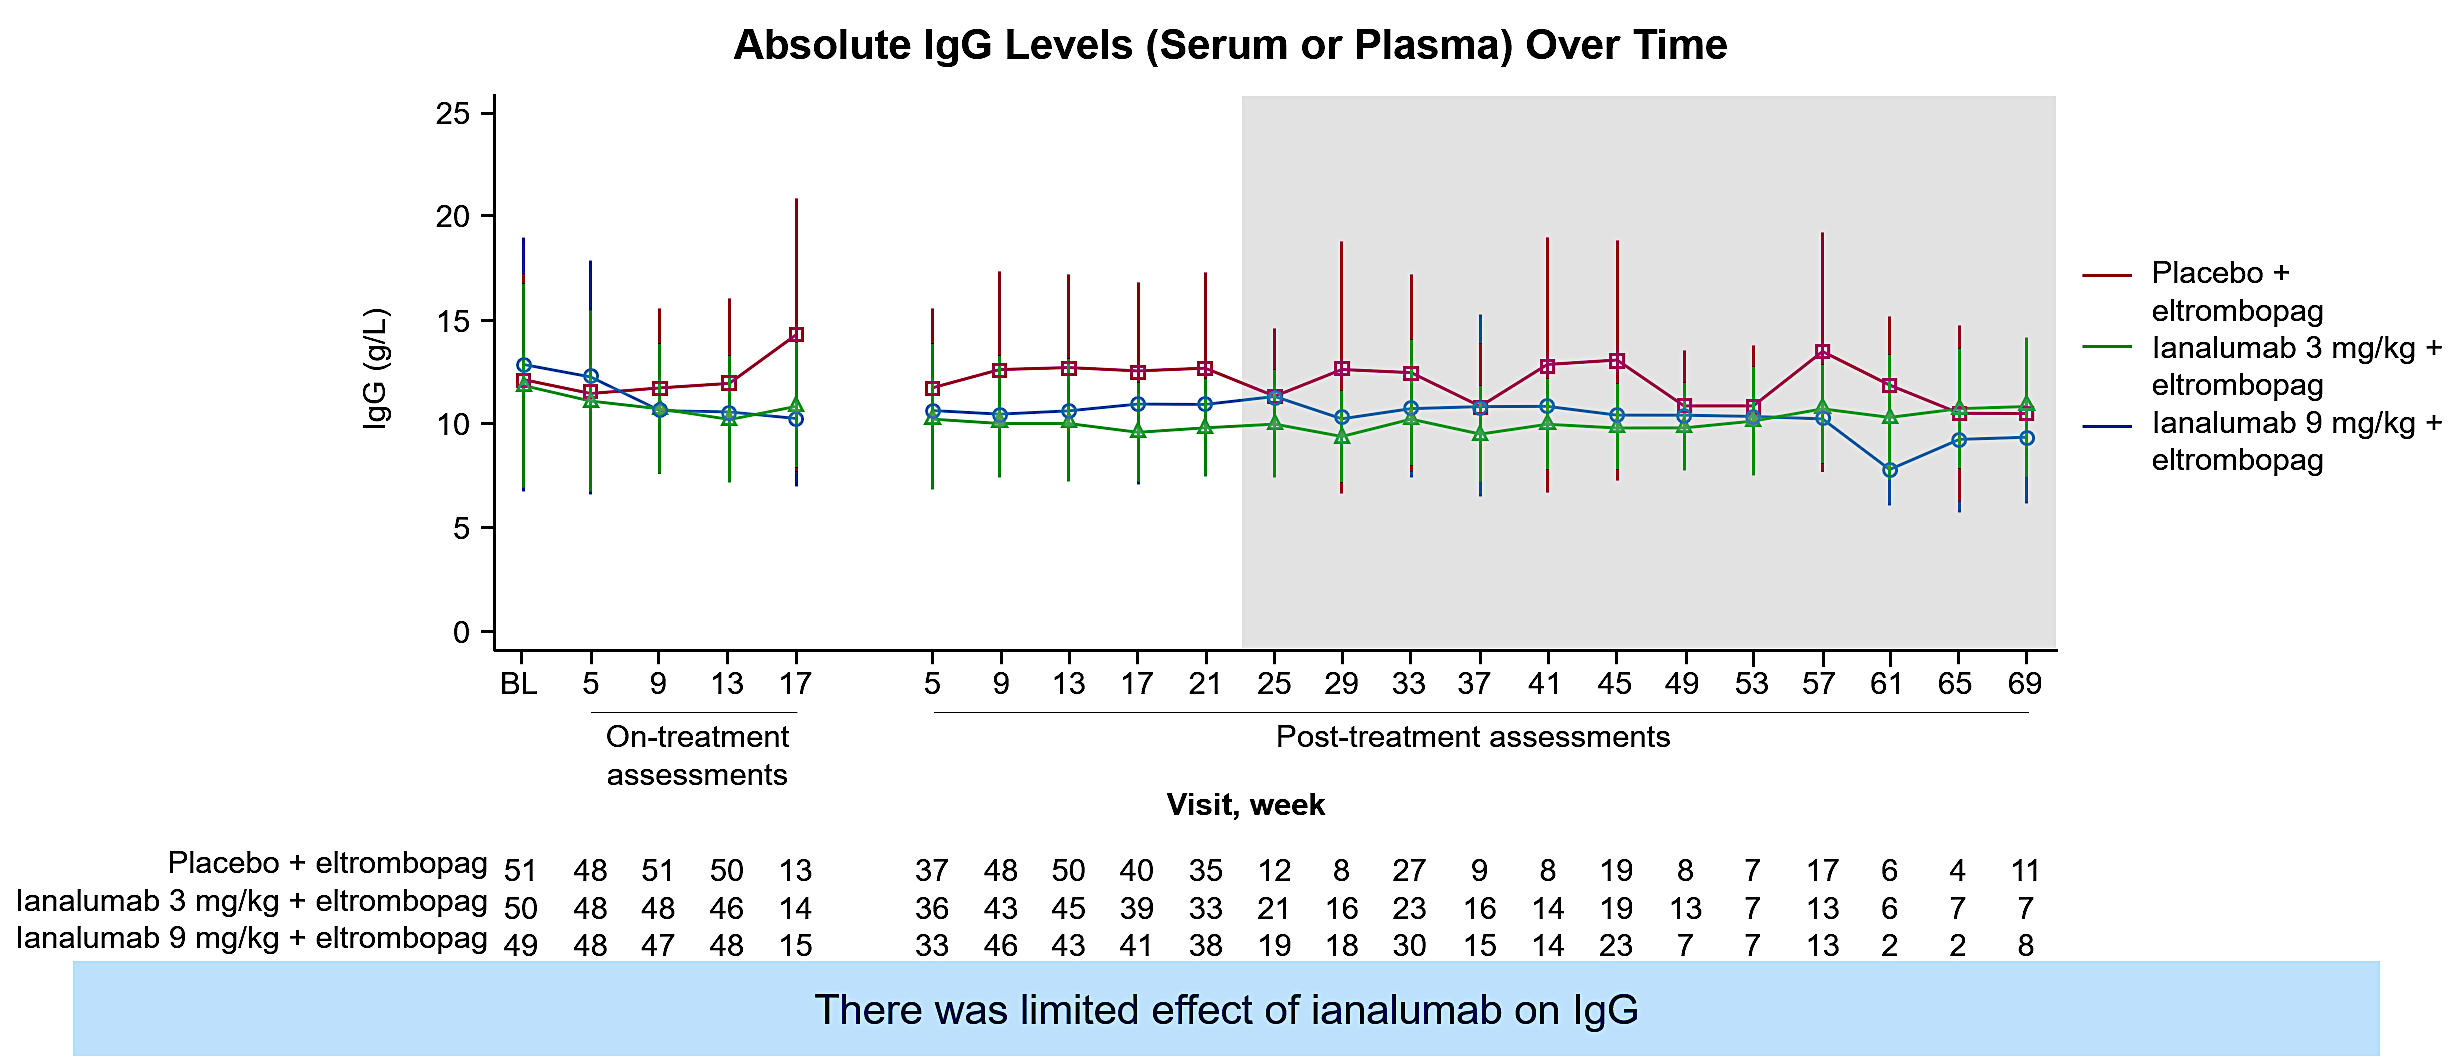 Absolute IgG Levels (Serum or Plasma) Over Time
25
20
15
10
5
0
IgG (g/L)
Placebo +
eltrombopag
Ianalumab 3 mg/kg +
eltrombopag
Ianalumab 9 mg/kg +
eltrombopag
BL 5 9 13 17 5 9 13 17 21 25 29 33 37 41 45 49 53 57 61 65 69
On-treatment
assessments
Post-treatment assessments
Visit, week
Placebo + eltrombopag 51 48 51 50 13 37 48 50 40 35 12 8 27 9 8 19 8 7 17 6 4 11
Ianalumab 3 mg/kg + eltrombopag 50 48 48 46 14 36 43 45 39 33 21 16 23 16 14 19 13 7 13 6 7 7
Ianalumab 9 mg/kg + eltrombopag 49 48 47 48 15 33 46 43 41 38 19 18 30 15 14 23 7 7 13 2 2 8
There was limited effect of ianalumab on IgG